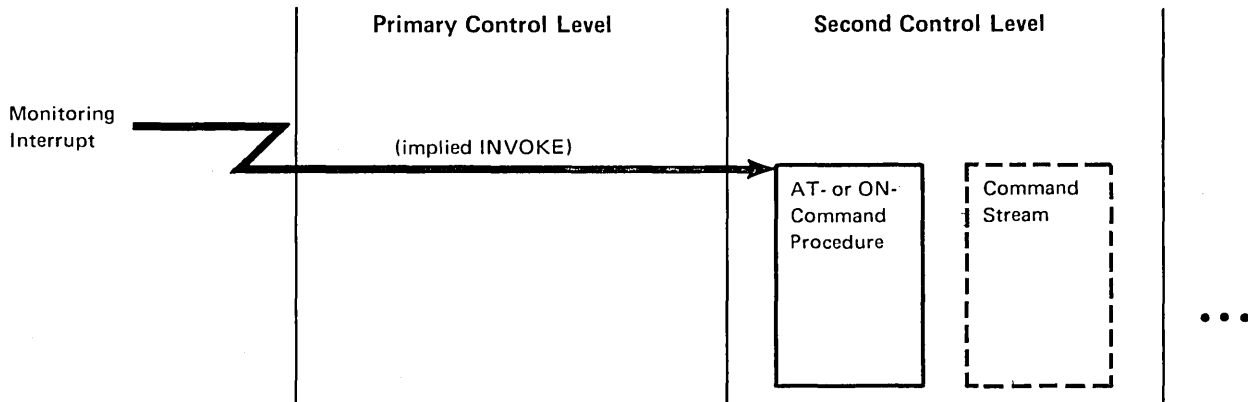 Primary Control Level
Second Control Level
Monitoring
Interrupt
(implied INVOKE)
AT- or ON-
Command
Procedure
Command
Stream
• • •